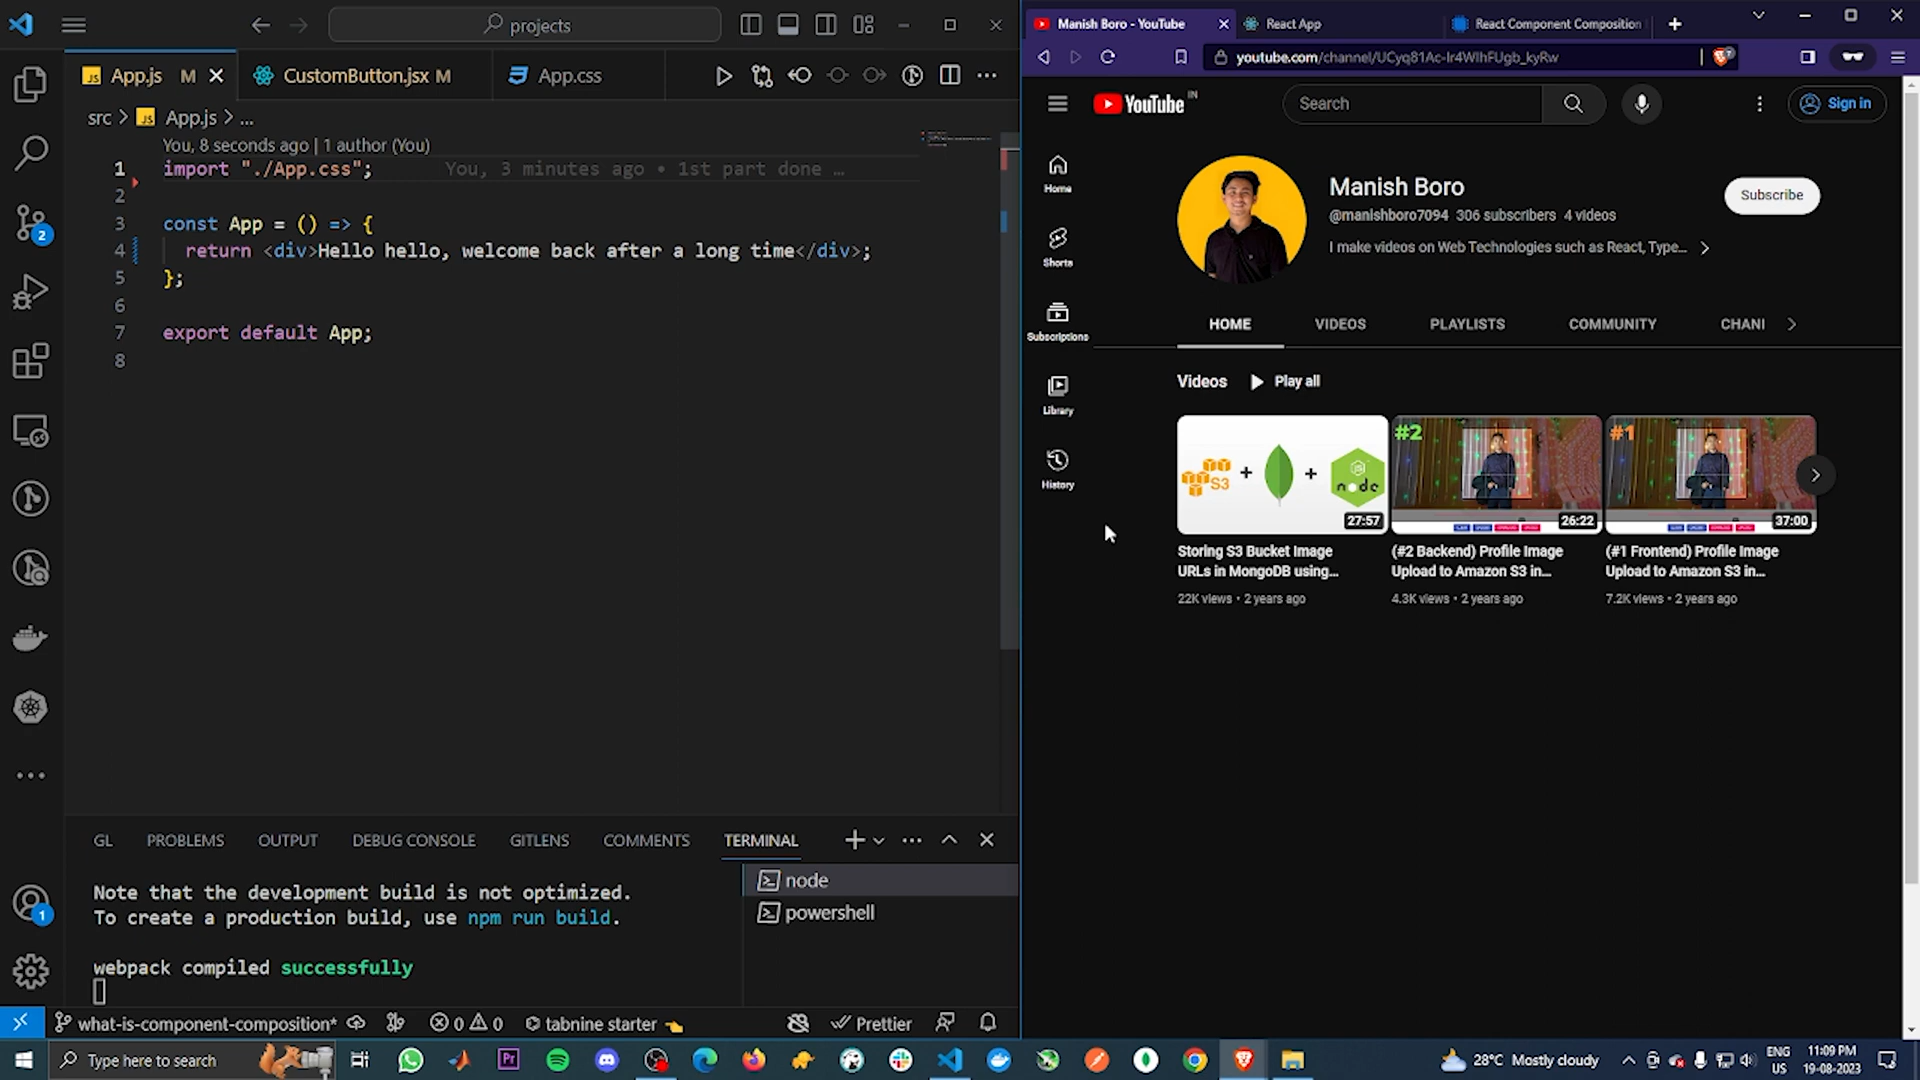 projects
App.js M
CustomButton.jsx M
App.css
src > App.js > ...
You, 8 seconds ago | 1 author (You)
1 import "./App.css"; You, 3 minutes ago • 1st part done …
2
3 const App = () => {
4 return <div>Hello hello, welcome back after a long time</div>;
5 };
6
7 export default App;
8
2
1
GL PROBLEMS OUTPUT DEBUG CONSOLE GITLENS COMMENTS TERMINAL
Note that the development build is not optimized.
To create a production build, use npm run build.
webpack compiled successfully
node
powershell
what-is-component-composition* 0 0 tabnine starter Prettier
Manish Boro - YouTube
React App
React Component Composition
youtube.com/channel/UCyq81Ac-lr4WlhFUgb_kyRw
YouTube IN
Search
Sign in
Home
Shorts
Subscriptions
Library
History
Manish Boro
@manishboro7094 306 subscribers 4 videos
I make videos on Web Technologies such as React, Type...
Subscribe
HOME VIDEOS PLAYLISTS COMMUNITY CHANI
Videos Play all
S3 + + node
27:57
Storing S3 Bucket Image
URLs in MongoDB using...
22K views • 2 years ago
#2
26:22
(#2 Backend) Profile Image
Upload to Amazon S3 in...
4.3K views • 2 years ago
#1
37:00
(#1 Frontend) Profile Image
Upload to Amazon S3 in...
7.2K views • 2 years ago
Type here to search
Pr
28°C Mostly cloudy
ENG
US
11:09 PM
19-08-2023